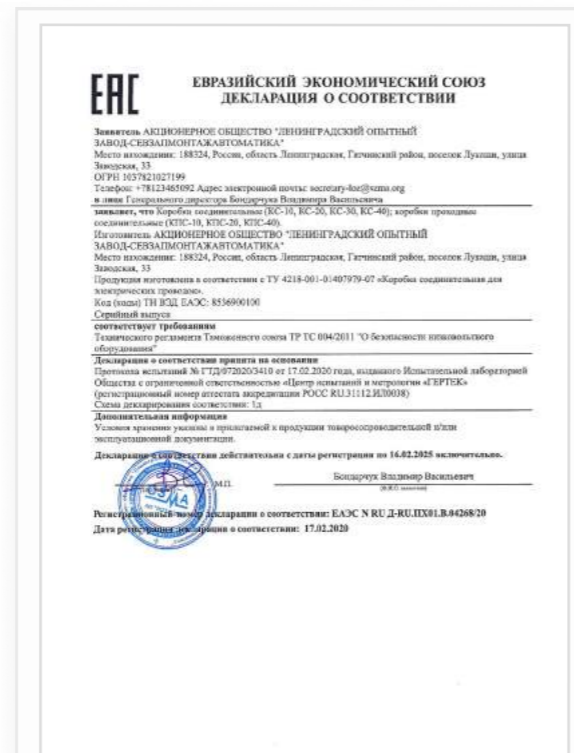 ЕАС
ЕВРАЗИЙСКИЙ ЭКОНОМИЧЕСКИЙ СОЮЗ
ДЕКЛАРАЦИЯ О СООТВЕТСТВИИ
Заявитель АКЦИОНЕРНОЕ ОБЩЕСТВО "ЛЕНИНГРАДСКИЙ ОПЫТНЫЙ
ЗАВОД-СЕВЗАПМОНТАЖАВТОМАТИКА"
Место нахождения: 188324, Россия, область Ленинградская, Гатчинский район, поселок Лукаши, улица
Заводская, 33
ОГРН 1037821027199
Телефон: +78123465092 Адрес электронной почты: secretary-loz@szma.org
в лице Генерального директора Бондарчука Владимира Васильевича
заявляет, что Коробки соединительные (КС-10, КС-20, КС-30, КС-40); коробки проходные
соединительные (КПС-10, КПС-20, КПС-40).
Изготовитель АКЦИОНЕРНОЕ ОБЩЕСТВО "ЛЕНИНГРАДСКИЙ ОПЫТНЫЙ
ЗАВОД-СЕВЗАПМОНТАЖАВТОМАТИКА"
Место нахождения: 188324, Россия, область Ленинградская, Гатчинский район, поселок Лукаши, улица
Заводская, 33
Продукция изготовлена в соответствии с ТУ 4218-001-01407979-07 «Коробка соединительная для
электрических проводок».
Код (коды) ТН ВЭД ЕАЭС: 8536900100
Серийный выпуск
соответствует требованиям
Технического регламента Таможенного союза ТР ТС 004/2011 "О безопасности низковольтного
оборудования"
Декларация о соответствии принята на основании
Протокола испытаний № ГТД/072020/3410 от 17.02.2020 года, выданного Испытательной лабораторией
Общества с ограниченной ответственностью «Центр испытаний и метрологии «ГЕРТЕК»
(регистрационный номер аттестата аккредитации РОСС RU.31112.ИЛ0038)
Схема декларирования соответствия: 1д
Дополнительная информация
Условия хранения указаны в прилагаемой к продукции товаросопроводительной и/или
эксплуатационной документации.
Декларация о соответствии действительна с даты регистрации по 16.02.2025 включительно.
М.П.
Бондарчук Владимир Васильевич
Регистрационный номер декларации о соответствии: ЕАЭС N RU Д-RU.ПХ01.В.04268/20
Дата регистрации декларации о соответствии: 17.02.2020